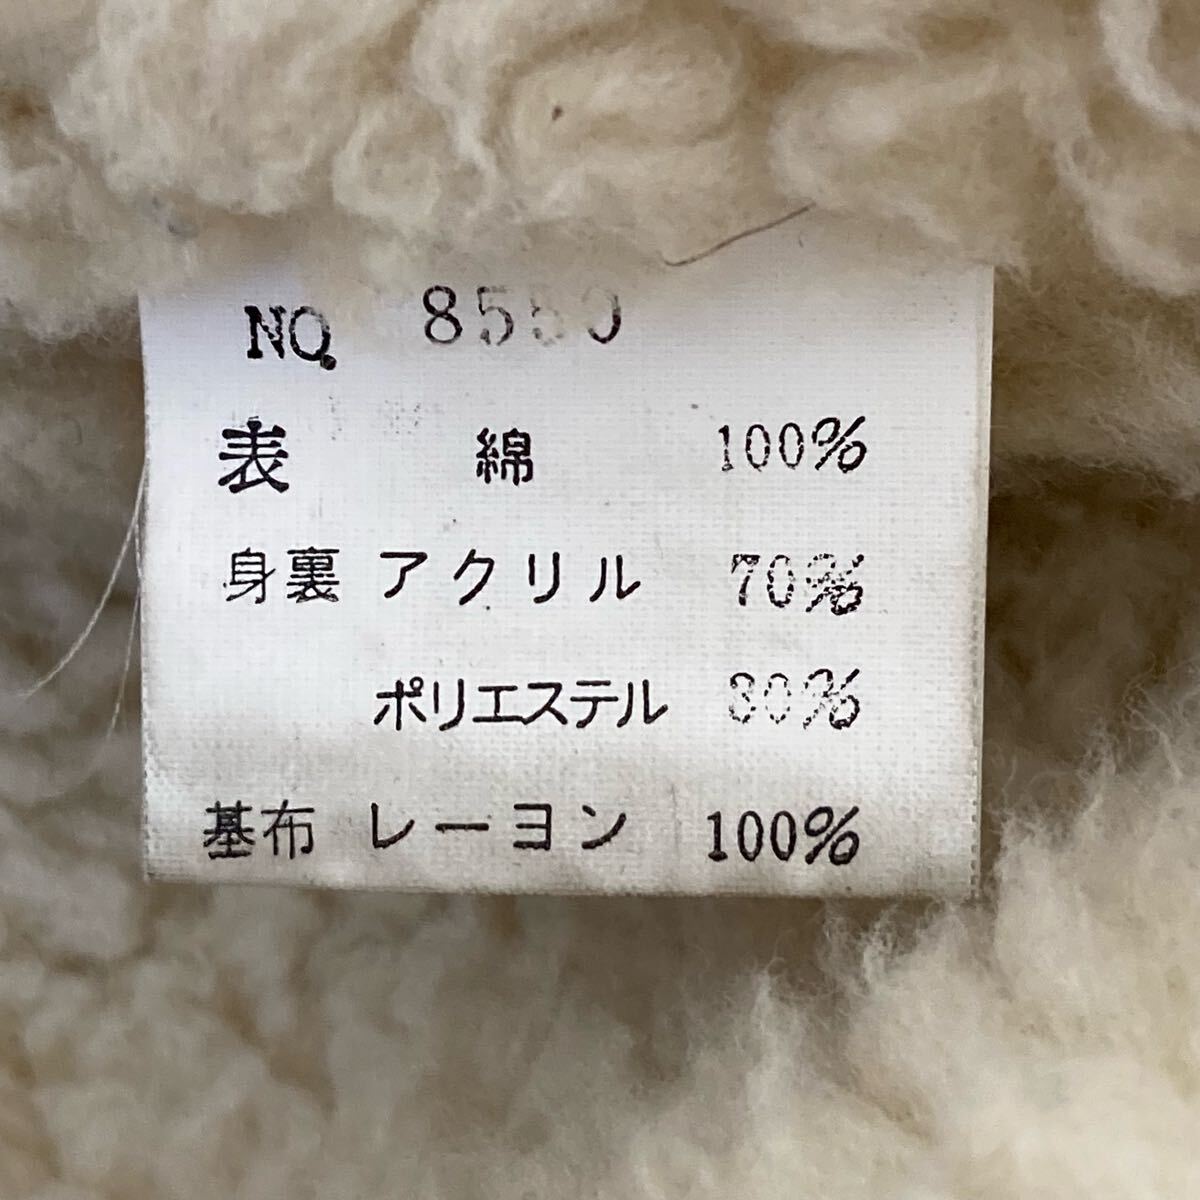 NO. 8550
表 綿 100%
身裏 アクリル 70%
ポリエステル 30%
基布 レーヨン 100%